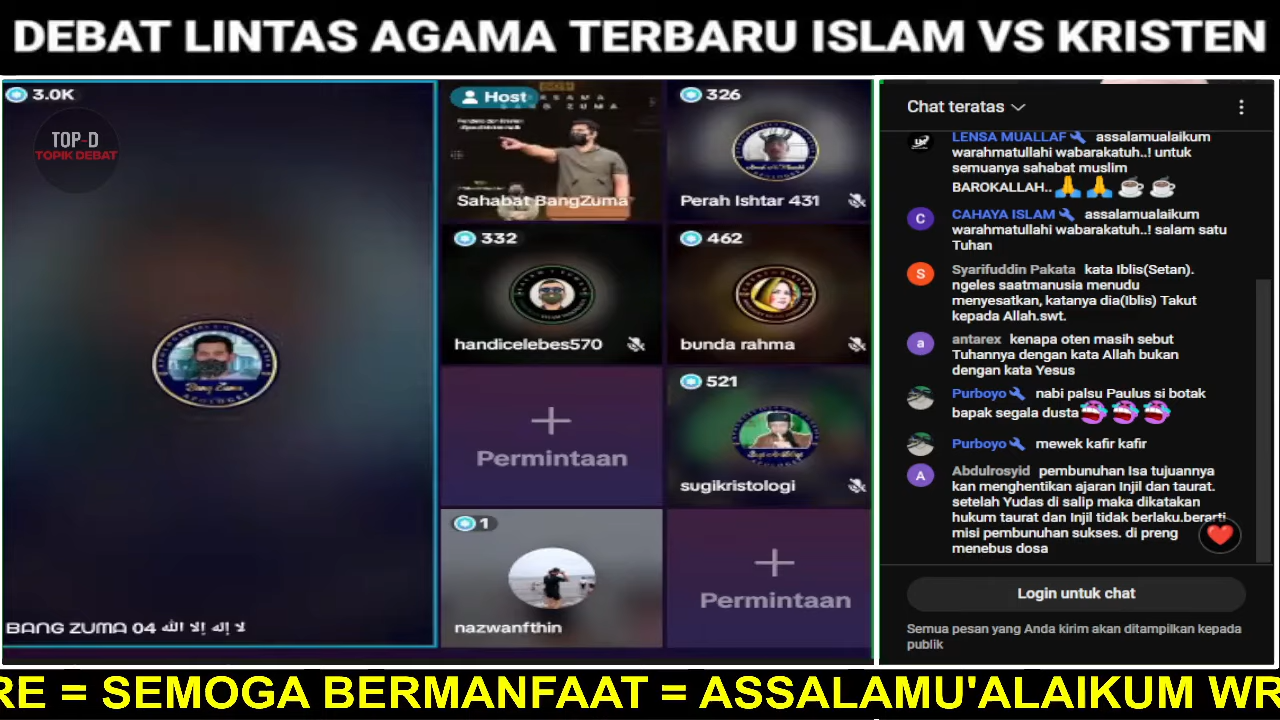 DEBAT LINTAS AGAMA TERBARU ISLAM VS KRISTEN
3.0K
TOP-D
TOPIK DEBAT
Bang Zuma
APOLOGET
BANG ZUMA 04 لا إله إلا الله
Host
BANG ZUMA
Sahabat BangZuma
326
Perah Ishtar 431
332
handicelebes570
462
bunda rahma
+
Permintaan
521
sugikristologi
1
nazwanfthin
+
Permintaan
Chat teratas
LENSA MUALLAF assalamualaikum
warahmatullahi wabarakatuh..! untuk
semuanya sahabat muslim
BAROKALLAH.. 🙏 🙏 ☕ ☕
C
CAHAYA ISLAM assalamualaikum
warahmatullahi wabarakatuh..! salam satu
Tuhan
S
Syarifuddin Pakata kata Iblis(Setan).
ngeles saatmanusia menudu
menyesatkan, katanya dia(Iblis) Takut
kepada Allah.swt.
a
antarex kenapa oten masih sebut
Tuhannya dengan kata Allah bukan
dengan kata Yesus
Purboyo nabi palsu Paulus si botak
bapak segala dusta
Purboyo mewek kafir kafir
A
Abdulrosyid pembunuhan Isa tujuannya
kan menghentikan ajaran Injil dan taurat.
setelah Yudas di salip maka dikatakan
hukum taurat dan Injil tidak berlaku.berarti
misi pembunuhan sukses. di preng
menebus dosa
Login untuk chat
Semua pesan yang Anda kirim akan ditampilkan kepada
publik
RE = SEMOGA BERMANFAAT = ASSALAMU'ALAIKUM WR